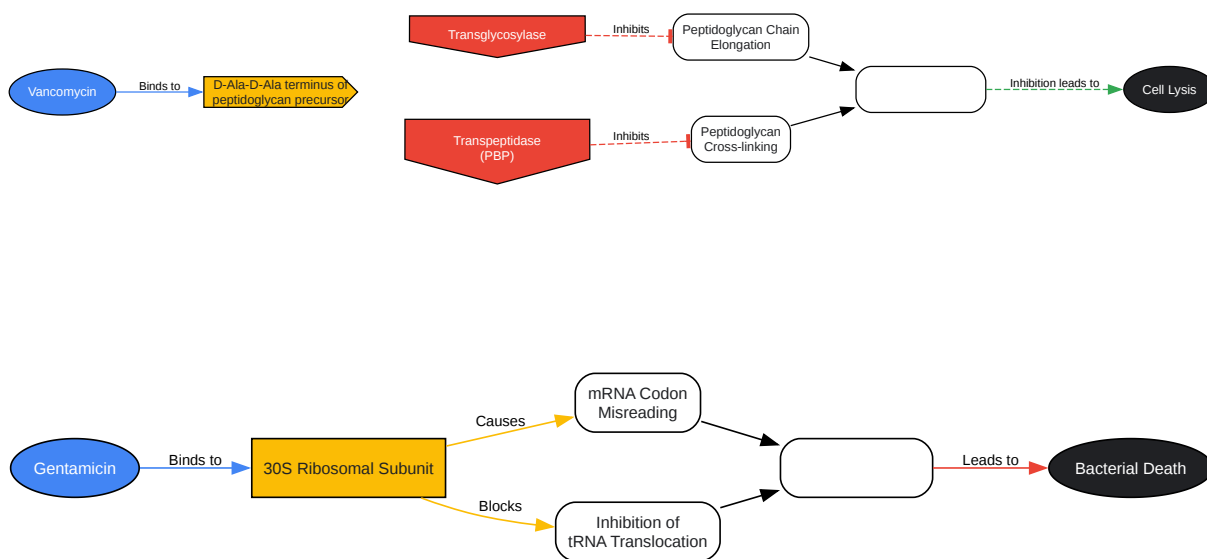 Transglycosylase
Inhibits
Peptidoglycan Chain
Elongation
Vancomycin
Binds to
D-Ala-D-Ala terminus of
peptidoglycan precursor
Inhibition leads to
Cell Lysis
Transpeptidase
(PBP)
Inhibits
Peptidoglycan
Cross-linking
mRNA Codon
Misreading
Causes
Gentamicin
Binds to
30S Ribosomal Subunit
Leads to
Bacterial Death
Blocks
Inhibition of
tRNA Translocation